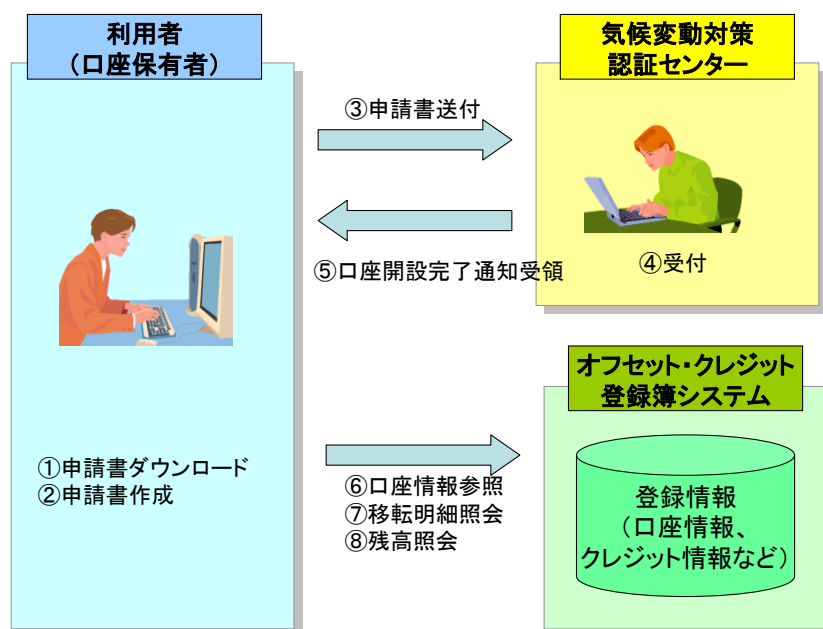 利用者
（口座保有者）
気候変動対策
認証センター
③申請書送付
⑤口座開設完了通知受領
④受付
①申請書ダウンロード
②申請書作成
オフセット・クレジット
登録簿システム
⑥口座情報参照
⑦移転明細照会
⑧残高照会
登録情報
（口座情報、
クレジット情報など）